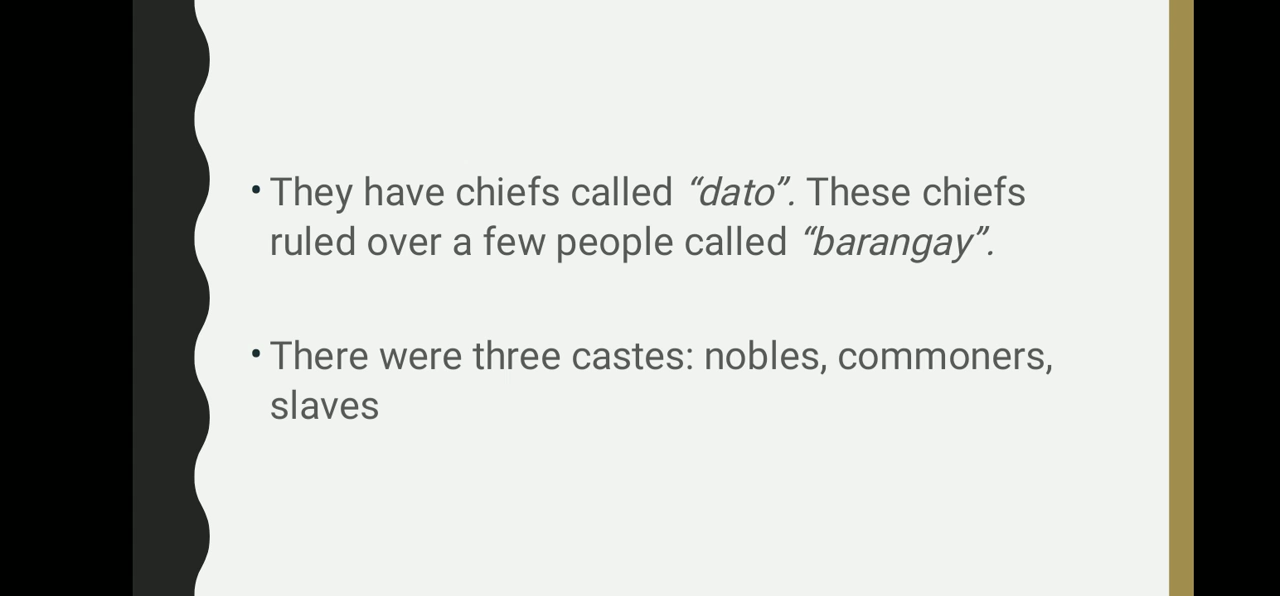 • They have chiefs called “dato”. These chiefs
ruled over a few people called “barangay”.
• There were three castes: nobles, commoners,
slaves